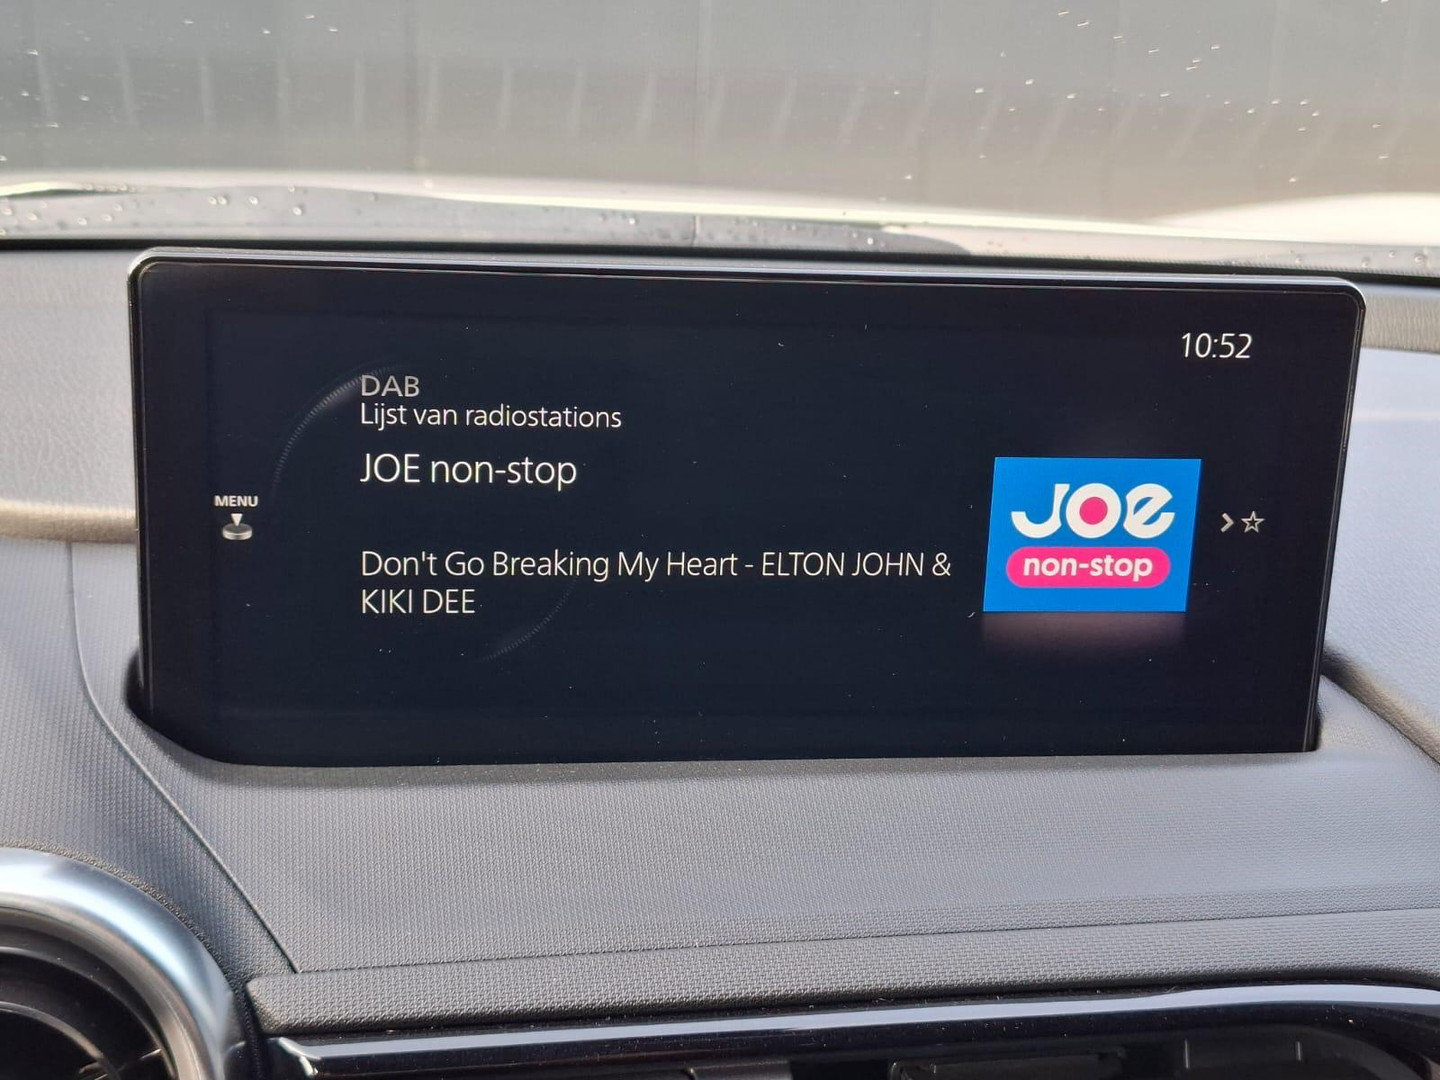 10:52
DAB
Lijst van radiostations
JOE non-stop
MENU
Don't Go Breaking My Heart - ELTON JOHN &
KIKI DEE
JOe
non-stop